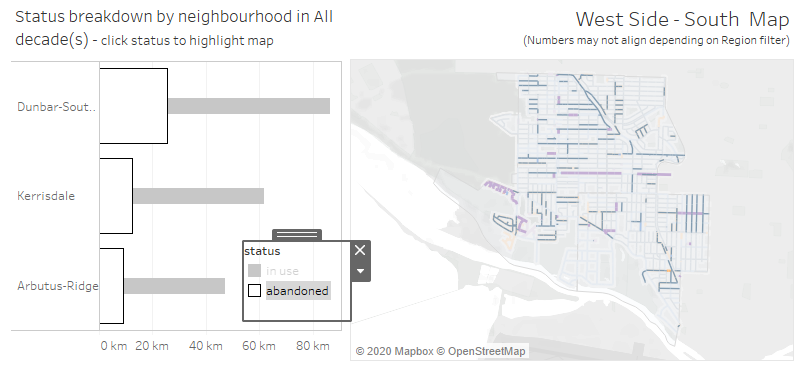 Status breakdown by neighbourhood in All
decade(s) - click status to highlight map
West Side - South Map
(Numbers may not align depending on Region filter)
Dunbar-Sout..
Kerrisdale
Arbutus-Ridge
status
in use
abandoned
0 km 20 km 40 km 60 km 80 km
© 2020 Mapbox © OpenStreetMap